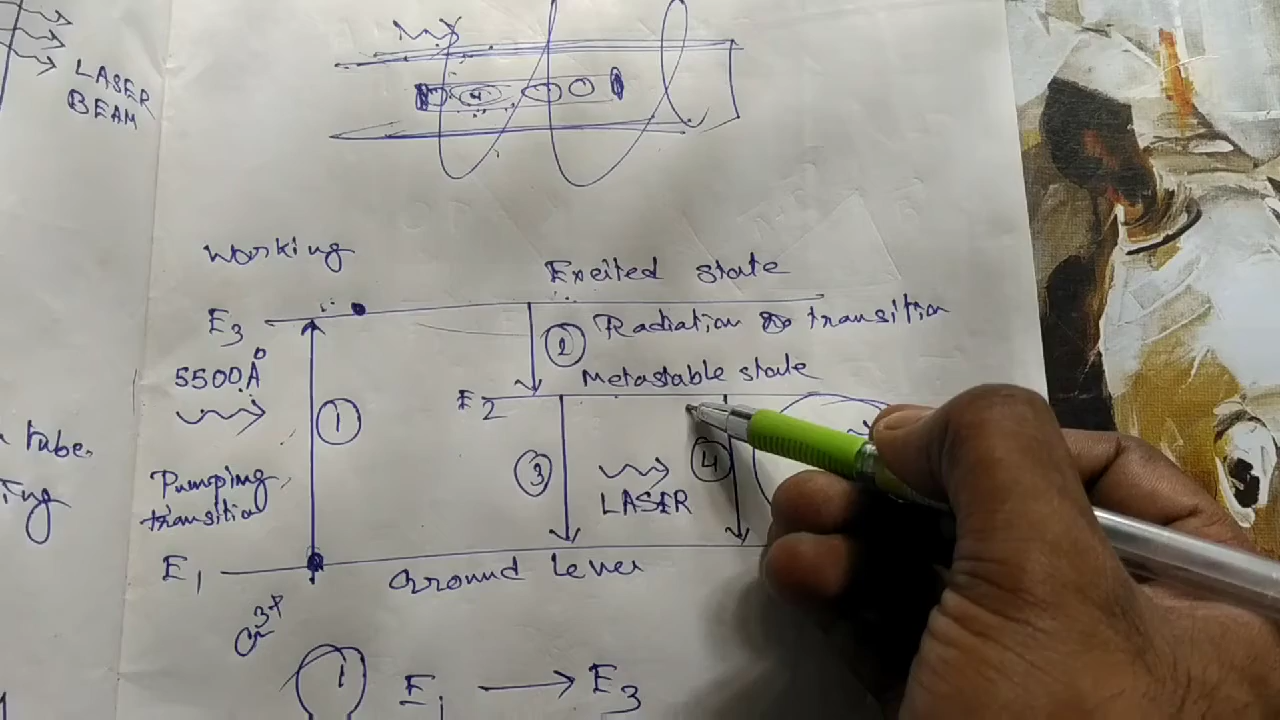 LASER
BEAM
Working
Excited state
E3
② Radiation transition
5500Å
Metastable state
E2
①
③
④
LASER
tube.
Pumping
transition
E1
Ground level
Cr3+
E1 → E3